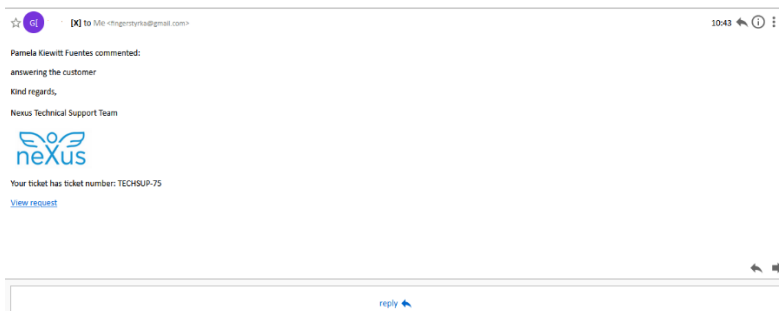 G[
[X] to Me <fingerstyrka@gmail.com>
10:43
Pamela Kiewitt Fuentes commented:
answering the customer
Kind regards,
Nexus Technical Support Team
neXus
Your ticket has ticket number: TECHSUP-75
View request
reply